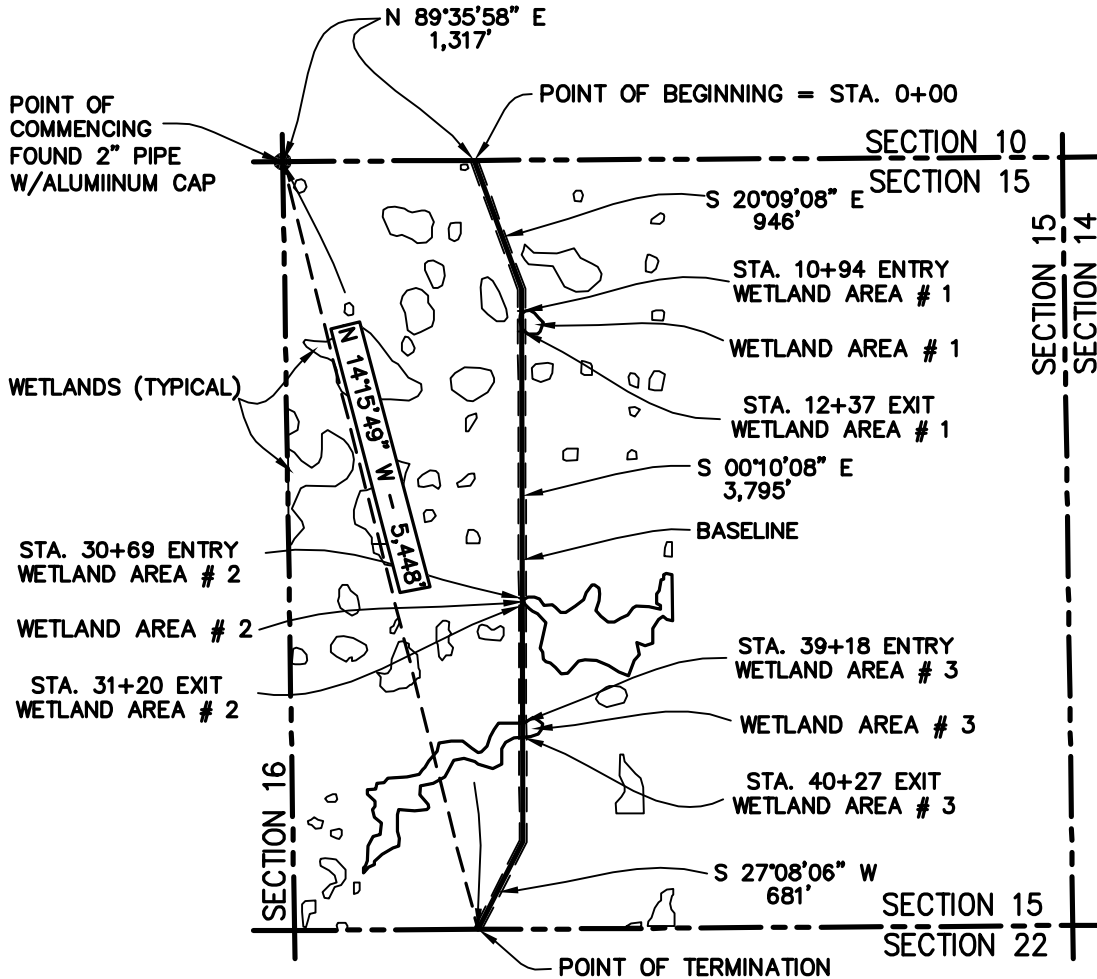 N 89°35'58" E
1,317'
POINT OF
COMMENCING
FOUND 2" PIPE
W/ALUMIINUM CAP
POINT OF BEGINNING = STA. 0+00
SECTION 10
SECTION 15
S 20°09'08" E
946'
SECTION 15
SECTION 14
STA. 10+94 ENTRY
WETLAND AREA # 1
WETLAND AREA # 1
WETLANDS (TYPICAL)
N 14°15'49" W - 5,448'
STA. 12+37 EXIT
WETLAND AREA # 1
S 00°10'08" E
3,795'
BASELINE
STA. 30+69 ENTRY
WETLAND AREA # 2
WETLAND AREA # 2
STA. 31+20 EXIT
WETLAND AREA # 2
STA. 39+18 ENTRY
WETLAND AREA # 3
WETLAND AREA # 3
STA. 40+27 EXIT
WETLAND AREA # 3
SECTION 16
S 27°08'06" W
681'
SECTION 15
SECTION 22
POINT OF TERMINATION